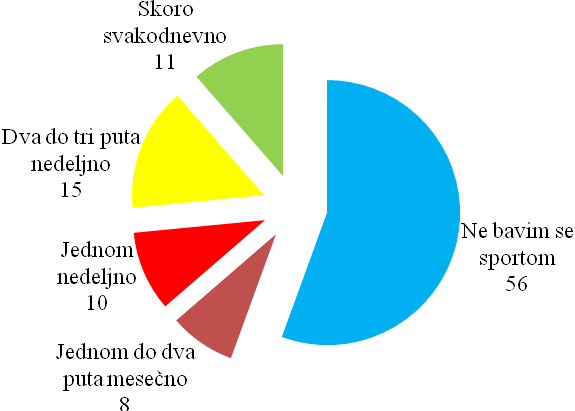 Skoro
svakodnevno
11
Dva do tri puta
nedeljno
15
Jednom
nedeljno
10
Jednom do dva
puta mesečno
8
Ne bavim se
sportom
56